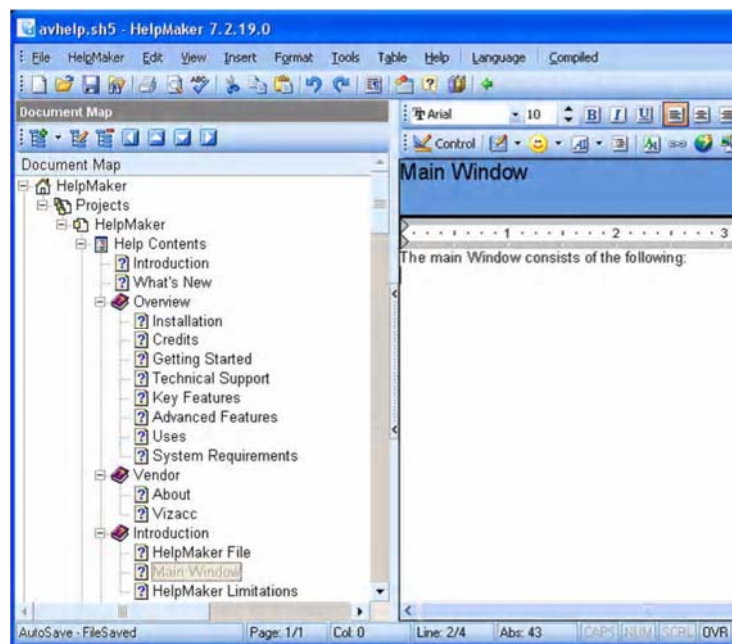 avhelp.sh5 - HelpMaker 7.2.19.0
File HelpMaker Edit View Insert Format Tools Table Help Language Compiled
Document Map
Arial 10 B I U
Control
Document Map
Main Window
HelpMaker
Projects
HelpMaker
1 2 3
Help Contents
The main Window consists of the following:
Introduction
What's New
Overview
Installation
Credits
Getting Started
Technical Support
Key Features
Advanced Features
Uses
System Requirements
Vendor
About
Vizacc
Introduction
HelpMaker File
Main Window
HelpMaker Limitations
AutoSave - FileSaved Page: 1/1 Col: 0 Line: 2/4 Abs: 43 CAPS NUM SCRL OVR